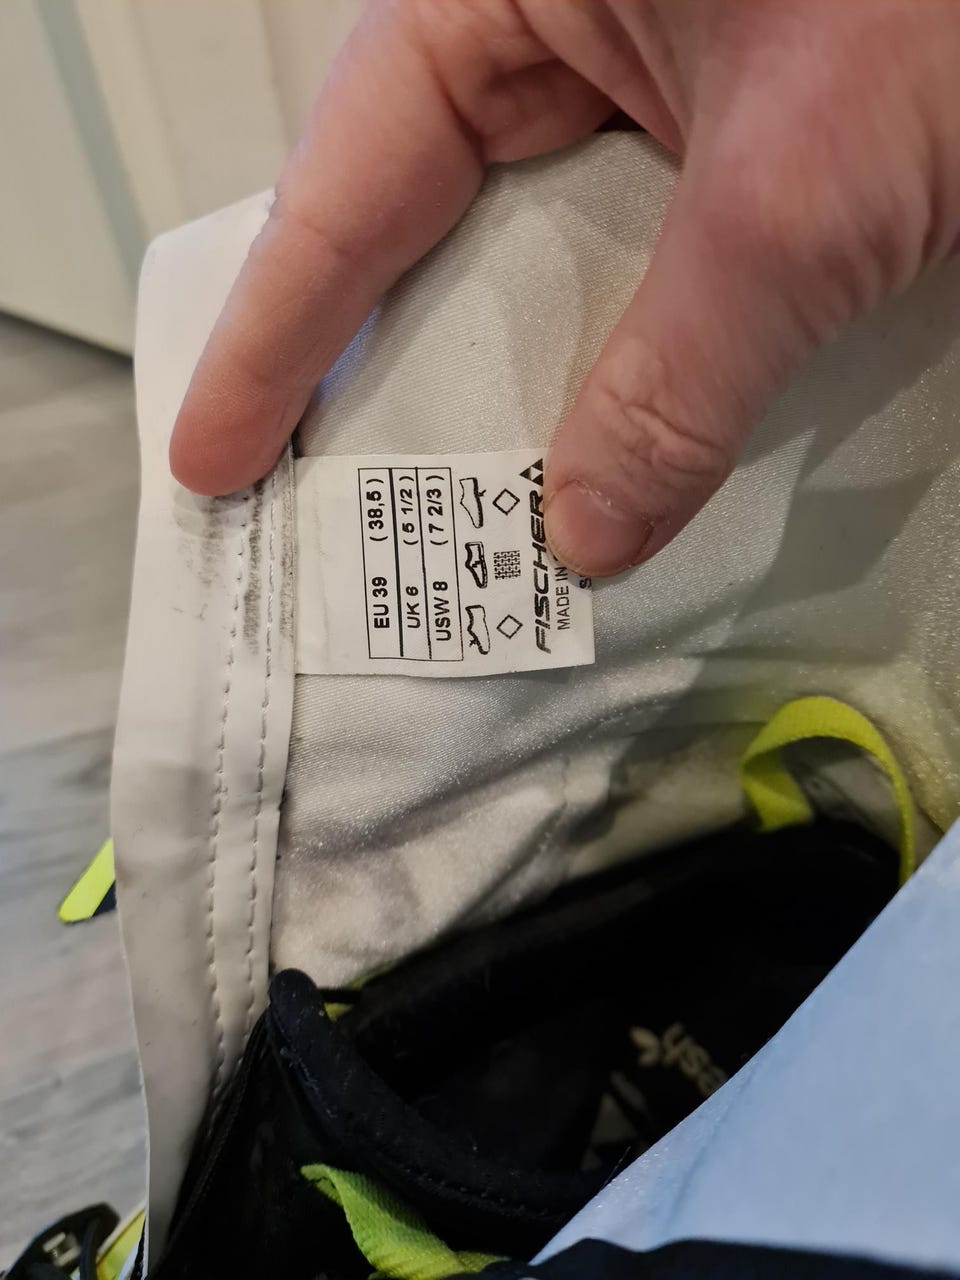 EU 39 ( 38,5 )
UK 6 ( 5 1/2 )
USW 8 ( 7 2/3 )
FISCHER
MADE IN